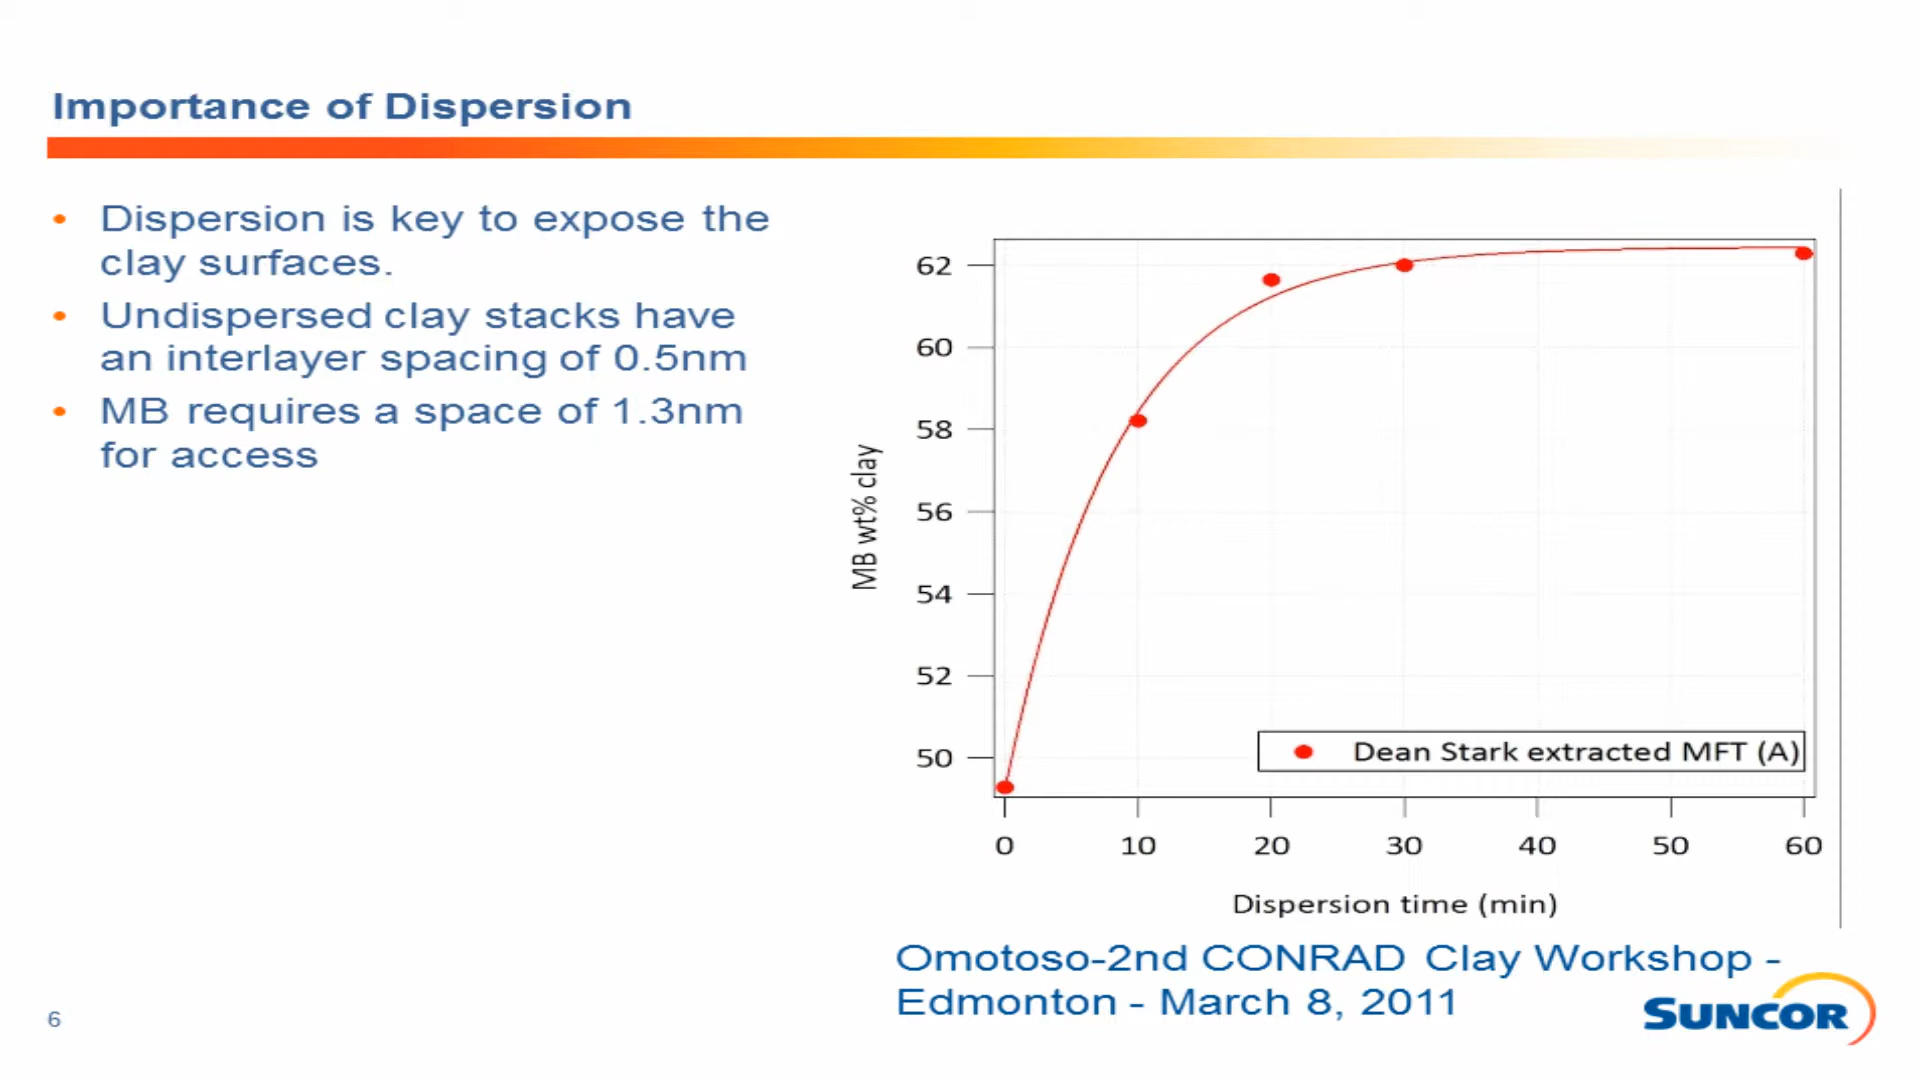 Importance of Dispersion
• Dispersion is key to expose the
clay surfaces.
• Undispersed clay stacks have
an interlayer spacing of 0.5nm
• MB requires a space of 1.3nm
for access
MB wt% clay
62
60
58
56
54
52
50
Dean Stark extracted MFT (A)
0 10 20 30 40 50 60
Dispersion time (min)
Omotoso-2nd CONRAD Clay Workshop -
Edmonton - March 8, 2011
6
SUNCOR